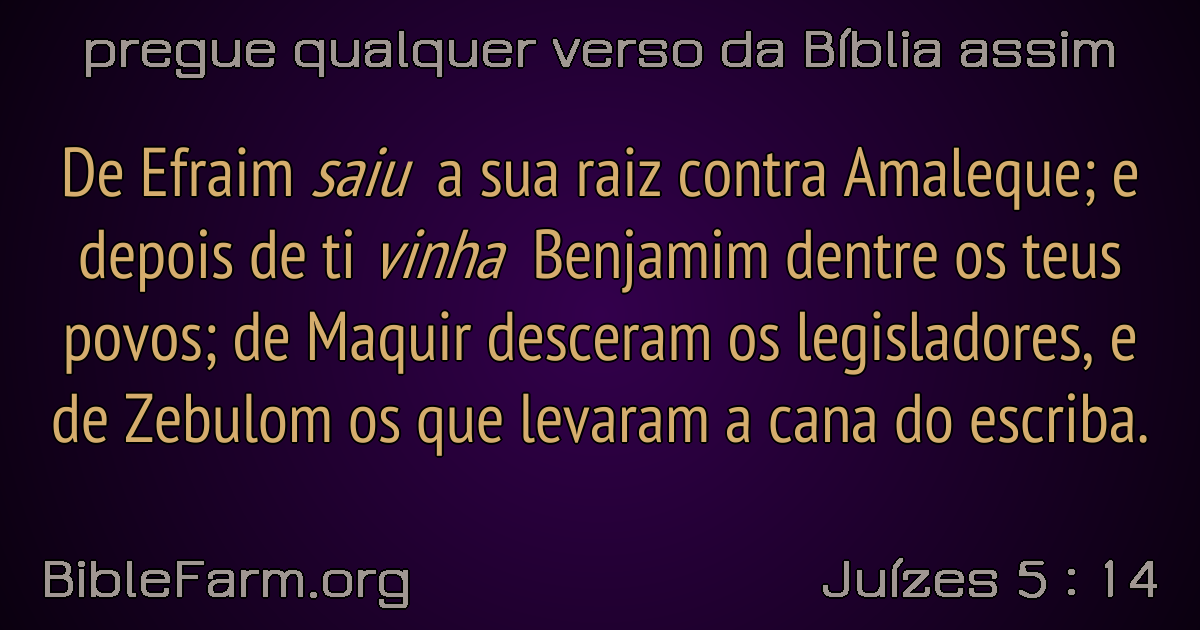 pregue qualquer verso da Bíblia assim
De Efraim saiu a sua raiz contra Amaleque; e
depois de ti vinha Benjamim dentre os teus
povos; de Maquir desceram os legisladores, e
de Zebulom os que levaram a cana do escriba.
BibleFarm.org
Juízes 5 : 14